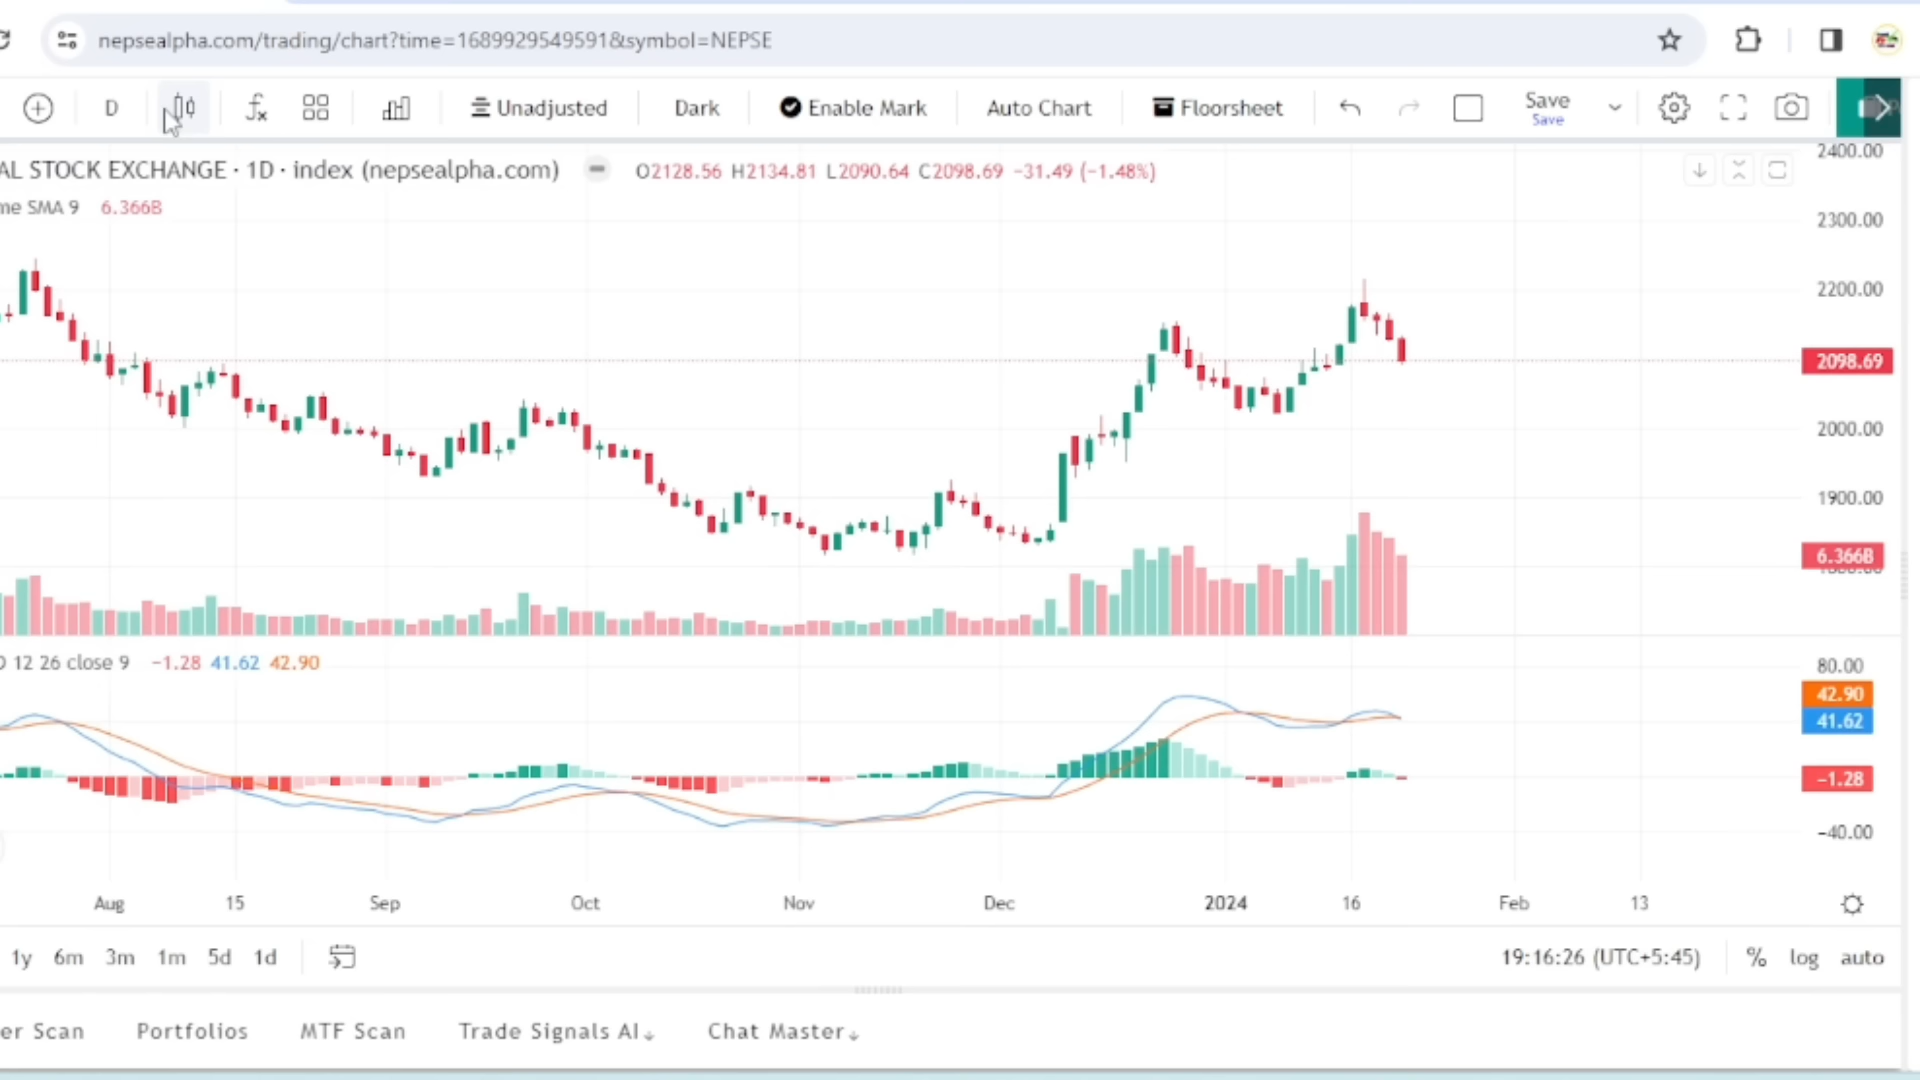 nepsealpha.com/trading/chart?time=1689929549591&symbol=NEPSE
D Unadjusted Dark Enable Mark Auto Chart Floorsheet Save
Save
AL STOCK EXCHANGE · 1D · index (nepsealpha.com) O2128.56 H2134.81 L2090.64 C2098.69 −31.49 (−1.48%)
me SMA 9 6.366B
2400.00
2300.00
2200.00
2098.69
2000.00
1900.00
6.366B
D 12 26 close 9 −1.28 41.62 42.90
80.00
42.90
41.62
−1.28
−40.00
Aug 15 Sep Oct Nov Dec 2024 16 Feb 13
1y 6m 3m 1m 5d 1d 19:16:26 (UTC+5:45) % log auto
er Scan Portfolios MTF Scan Trade Signals AI↓ Chat Master↓